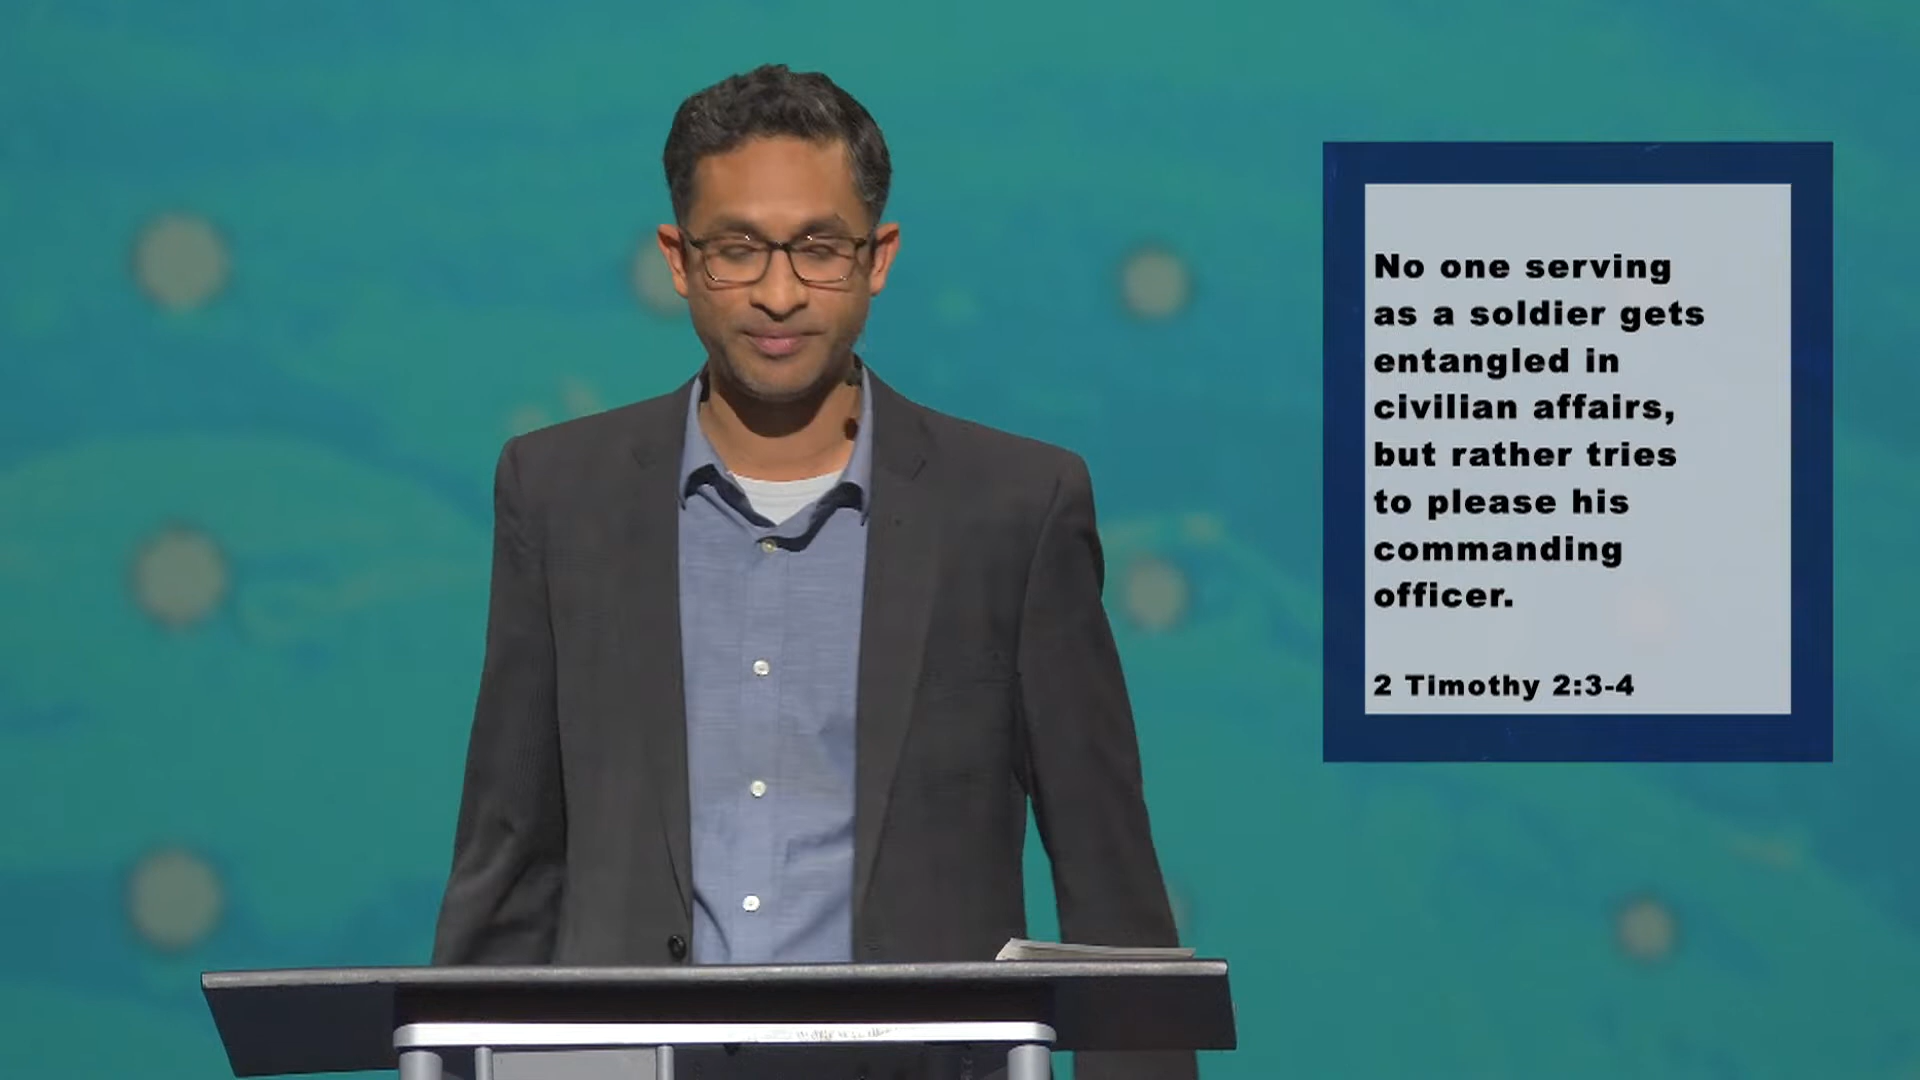 No one serving
as a soldier gets
entangled in
civilian affairs,
but rather tries
to please his
commanding
officer.
2 Timothy 2:3-4